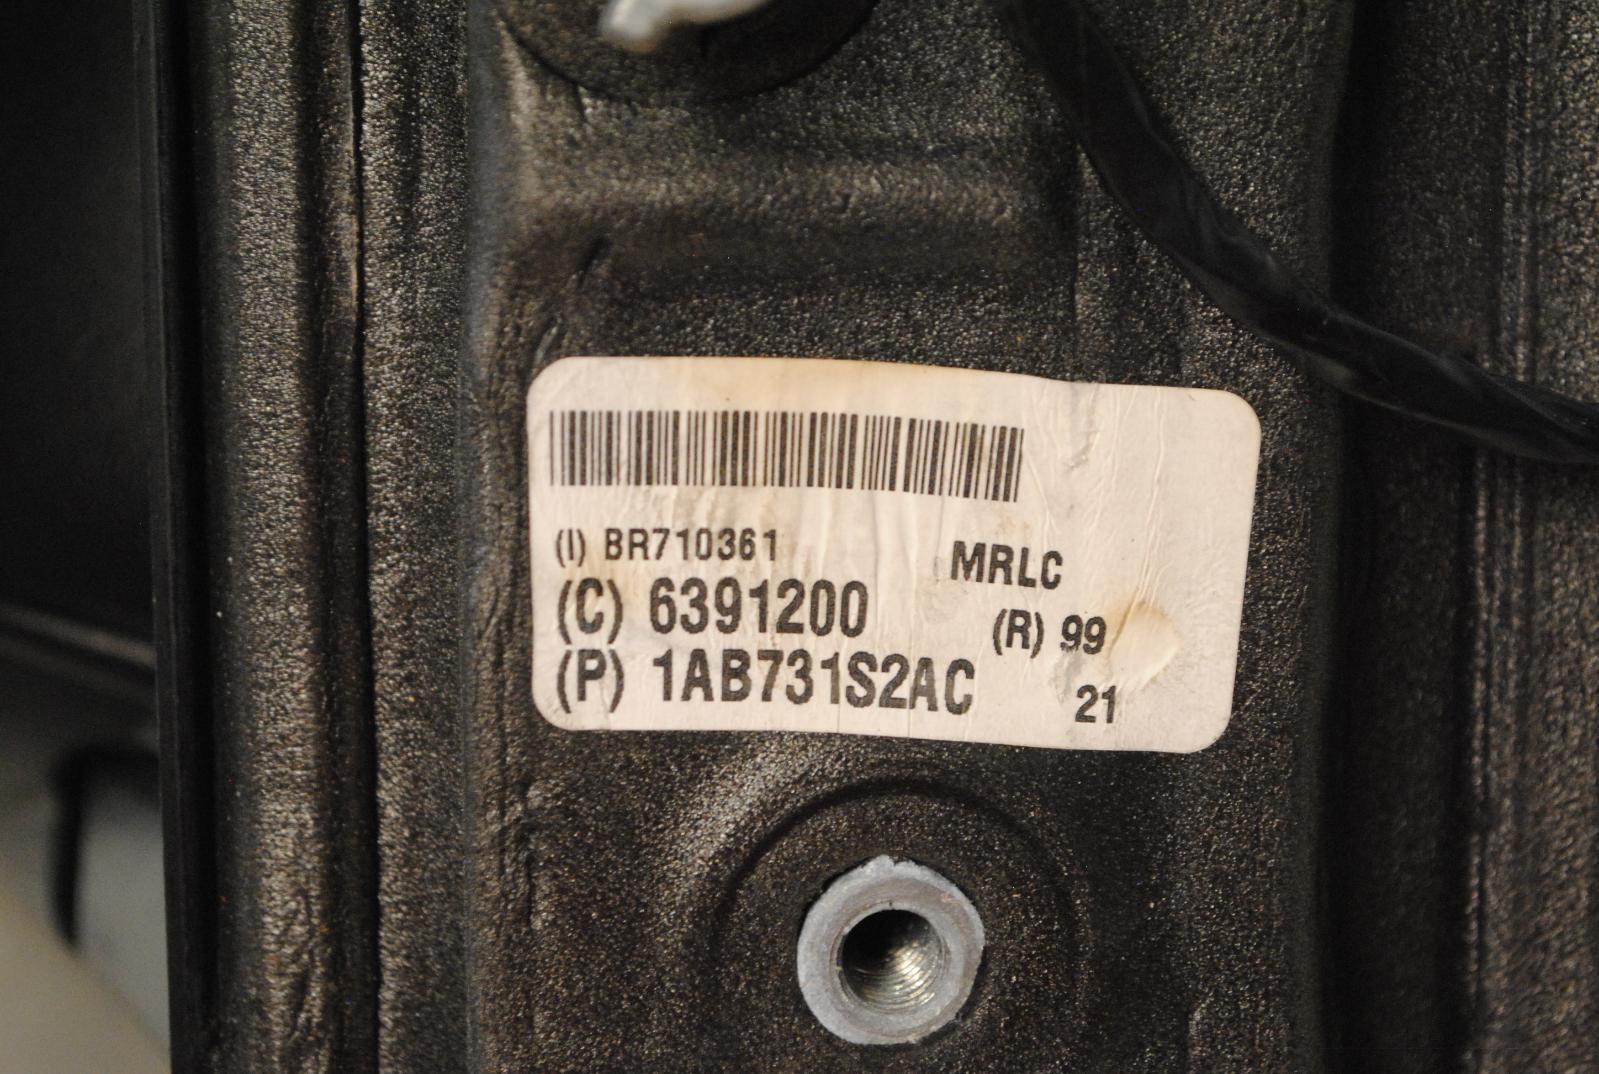 (I) BR710361
MRLC
(C) 6391200
(R) 99
(P) 1AB731S2AC
21